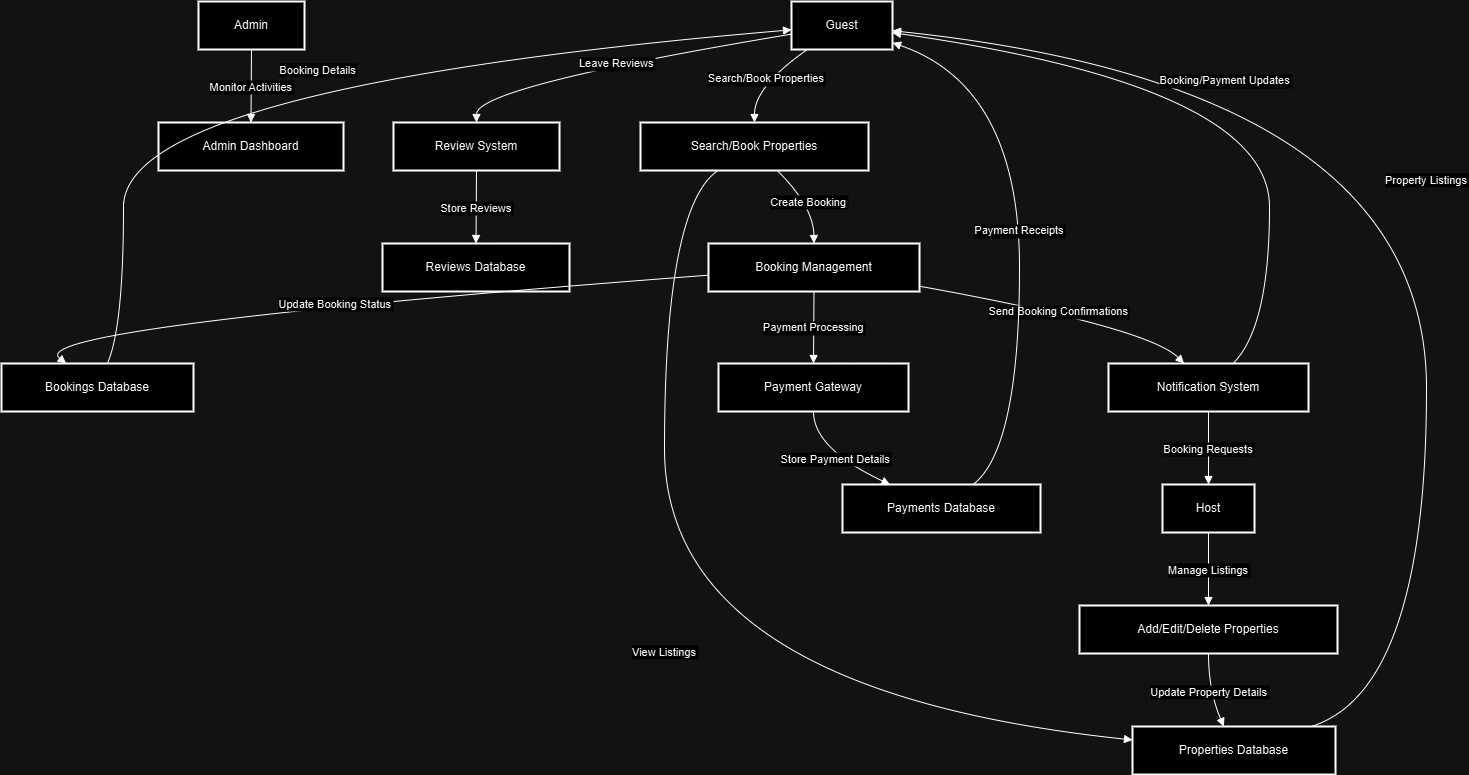 Admin
Guest
Leave Reviews
Booking Details
Search/Book Properties
Booking/Payment Updates
Monitor Activities
Admin Dashboard
Review System
Search/Book Properties
Property Listings
Store Reviews
Create Booking
Payment Receipts
Reviews Database
Booking Management
Update Booking Status
Send Booking Confirmations
Payment Processing
Bookings Database
Payment Gateway
Notification System
Booking Requests
Store Payment Details
Payments Database
Host
Manage Listings
Add/Edit/Delete Properties
View Listings
Update Property Details
Properties Database